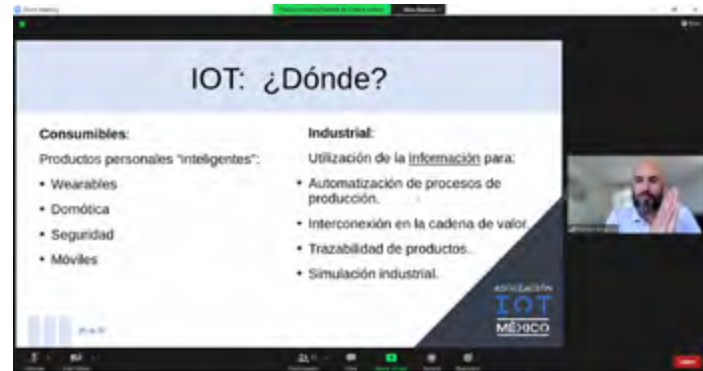 IOT: ¿Dónde?
Consumibles:
Productos personales "inteligentes":
• Wearables
• Domótica
• Seguridad
• Móviles
Industrial:
Utilización de la información para:
• Automatización de procesos de
producción.
• Interconexión en la cadena de valor.
• Trazabilidad de productos.
• Simulación industrial.
ASOCIACIÓN
IOT
MÉXICO